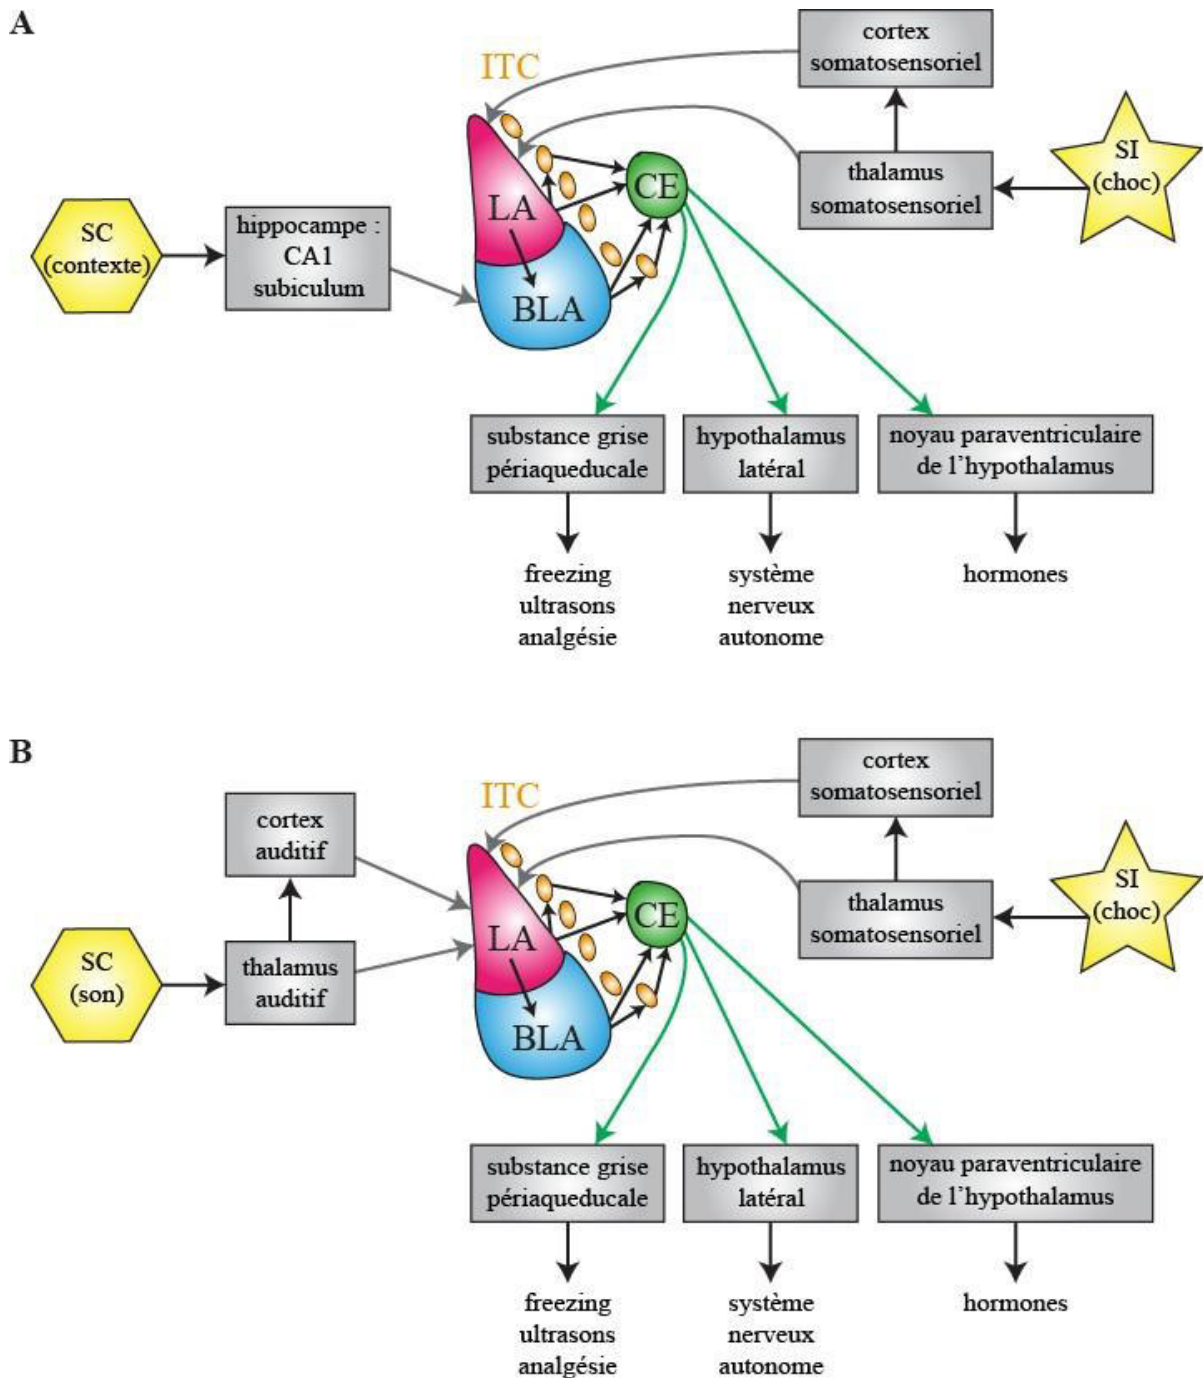 A
cortex
somatosensoriel
ITC
SI
(choc)
thalamus
somatosensoriel
CE
LA
SC
(contexte)
hippocampe :
CA1
subiculum
BLA
substance grise
périaqueducale
hypothalamus
latéral
noyau paraventriculaire
de l’hypothalamus
freezing
ultrasons
analgésie
système
nerveux
autonome
hormones
B
cortex
somatosensoriel
ITC
cortex
auditif
SI
(choc)
thalamus
somatosensoriel
CE
LA
SC
(son)
thalamus
auditif
BLA
substance grise
périaqueducale
hypothalamus
latéral
noyau paraventriculaire
de l’hypothalamus
freezing
ultrasons
analgésie
système
nerveux
autonome
hormones